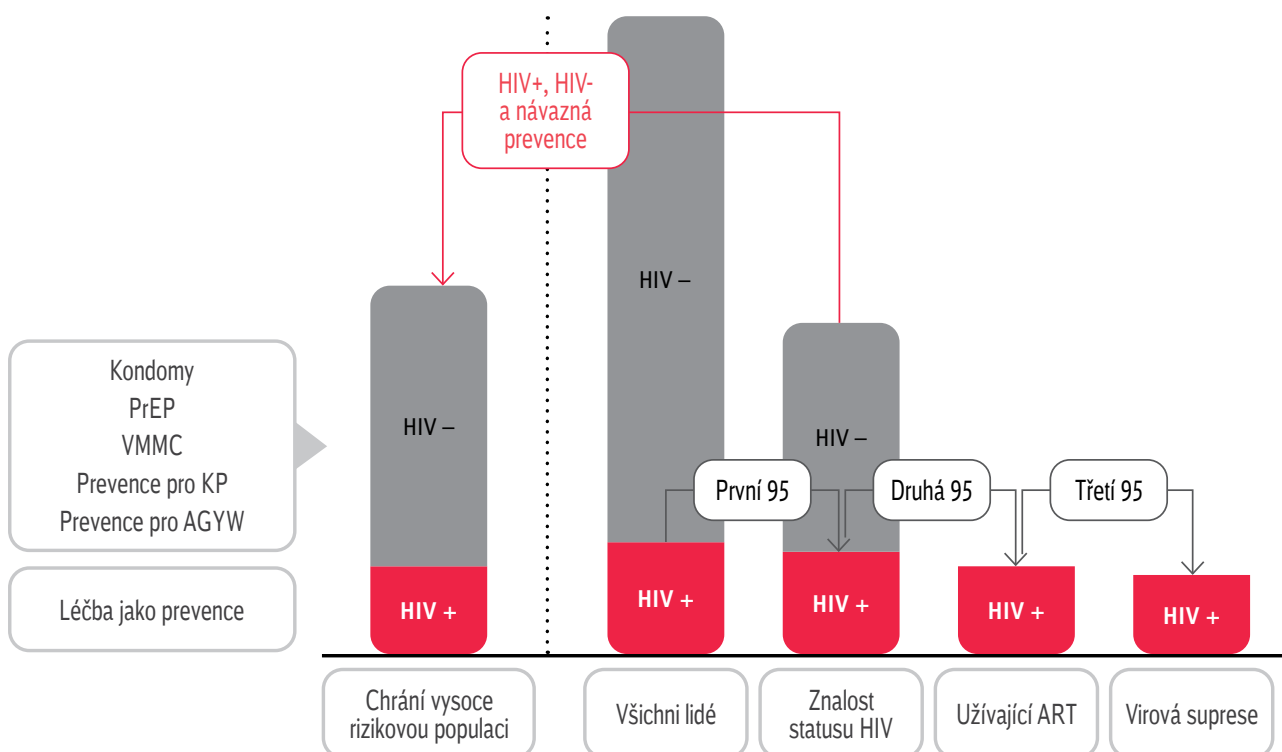 HIV+, HIV-
a návazná
prevence
HIV –
Kondomy
PrEP
VMMC
Prevence pro KP
Prevence pro AGYW
HIV –
HIV –
První 95
Druhá 95
Třetí 95
Léčba jako prevence
HIV +
HIV +
HIV +
HIV +
HIV +
Chrání vysoce
rizikovou populaci
Všichni lidé
Znalost
statusu HIV
Užívající ART
Virová suprese